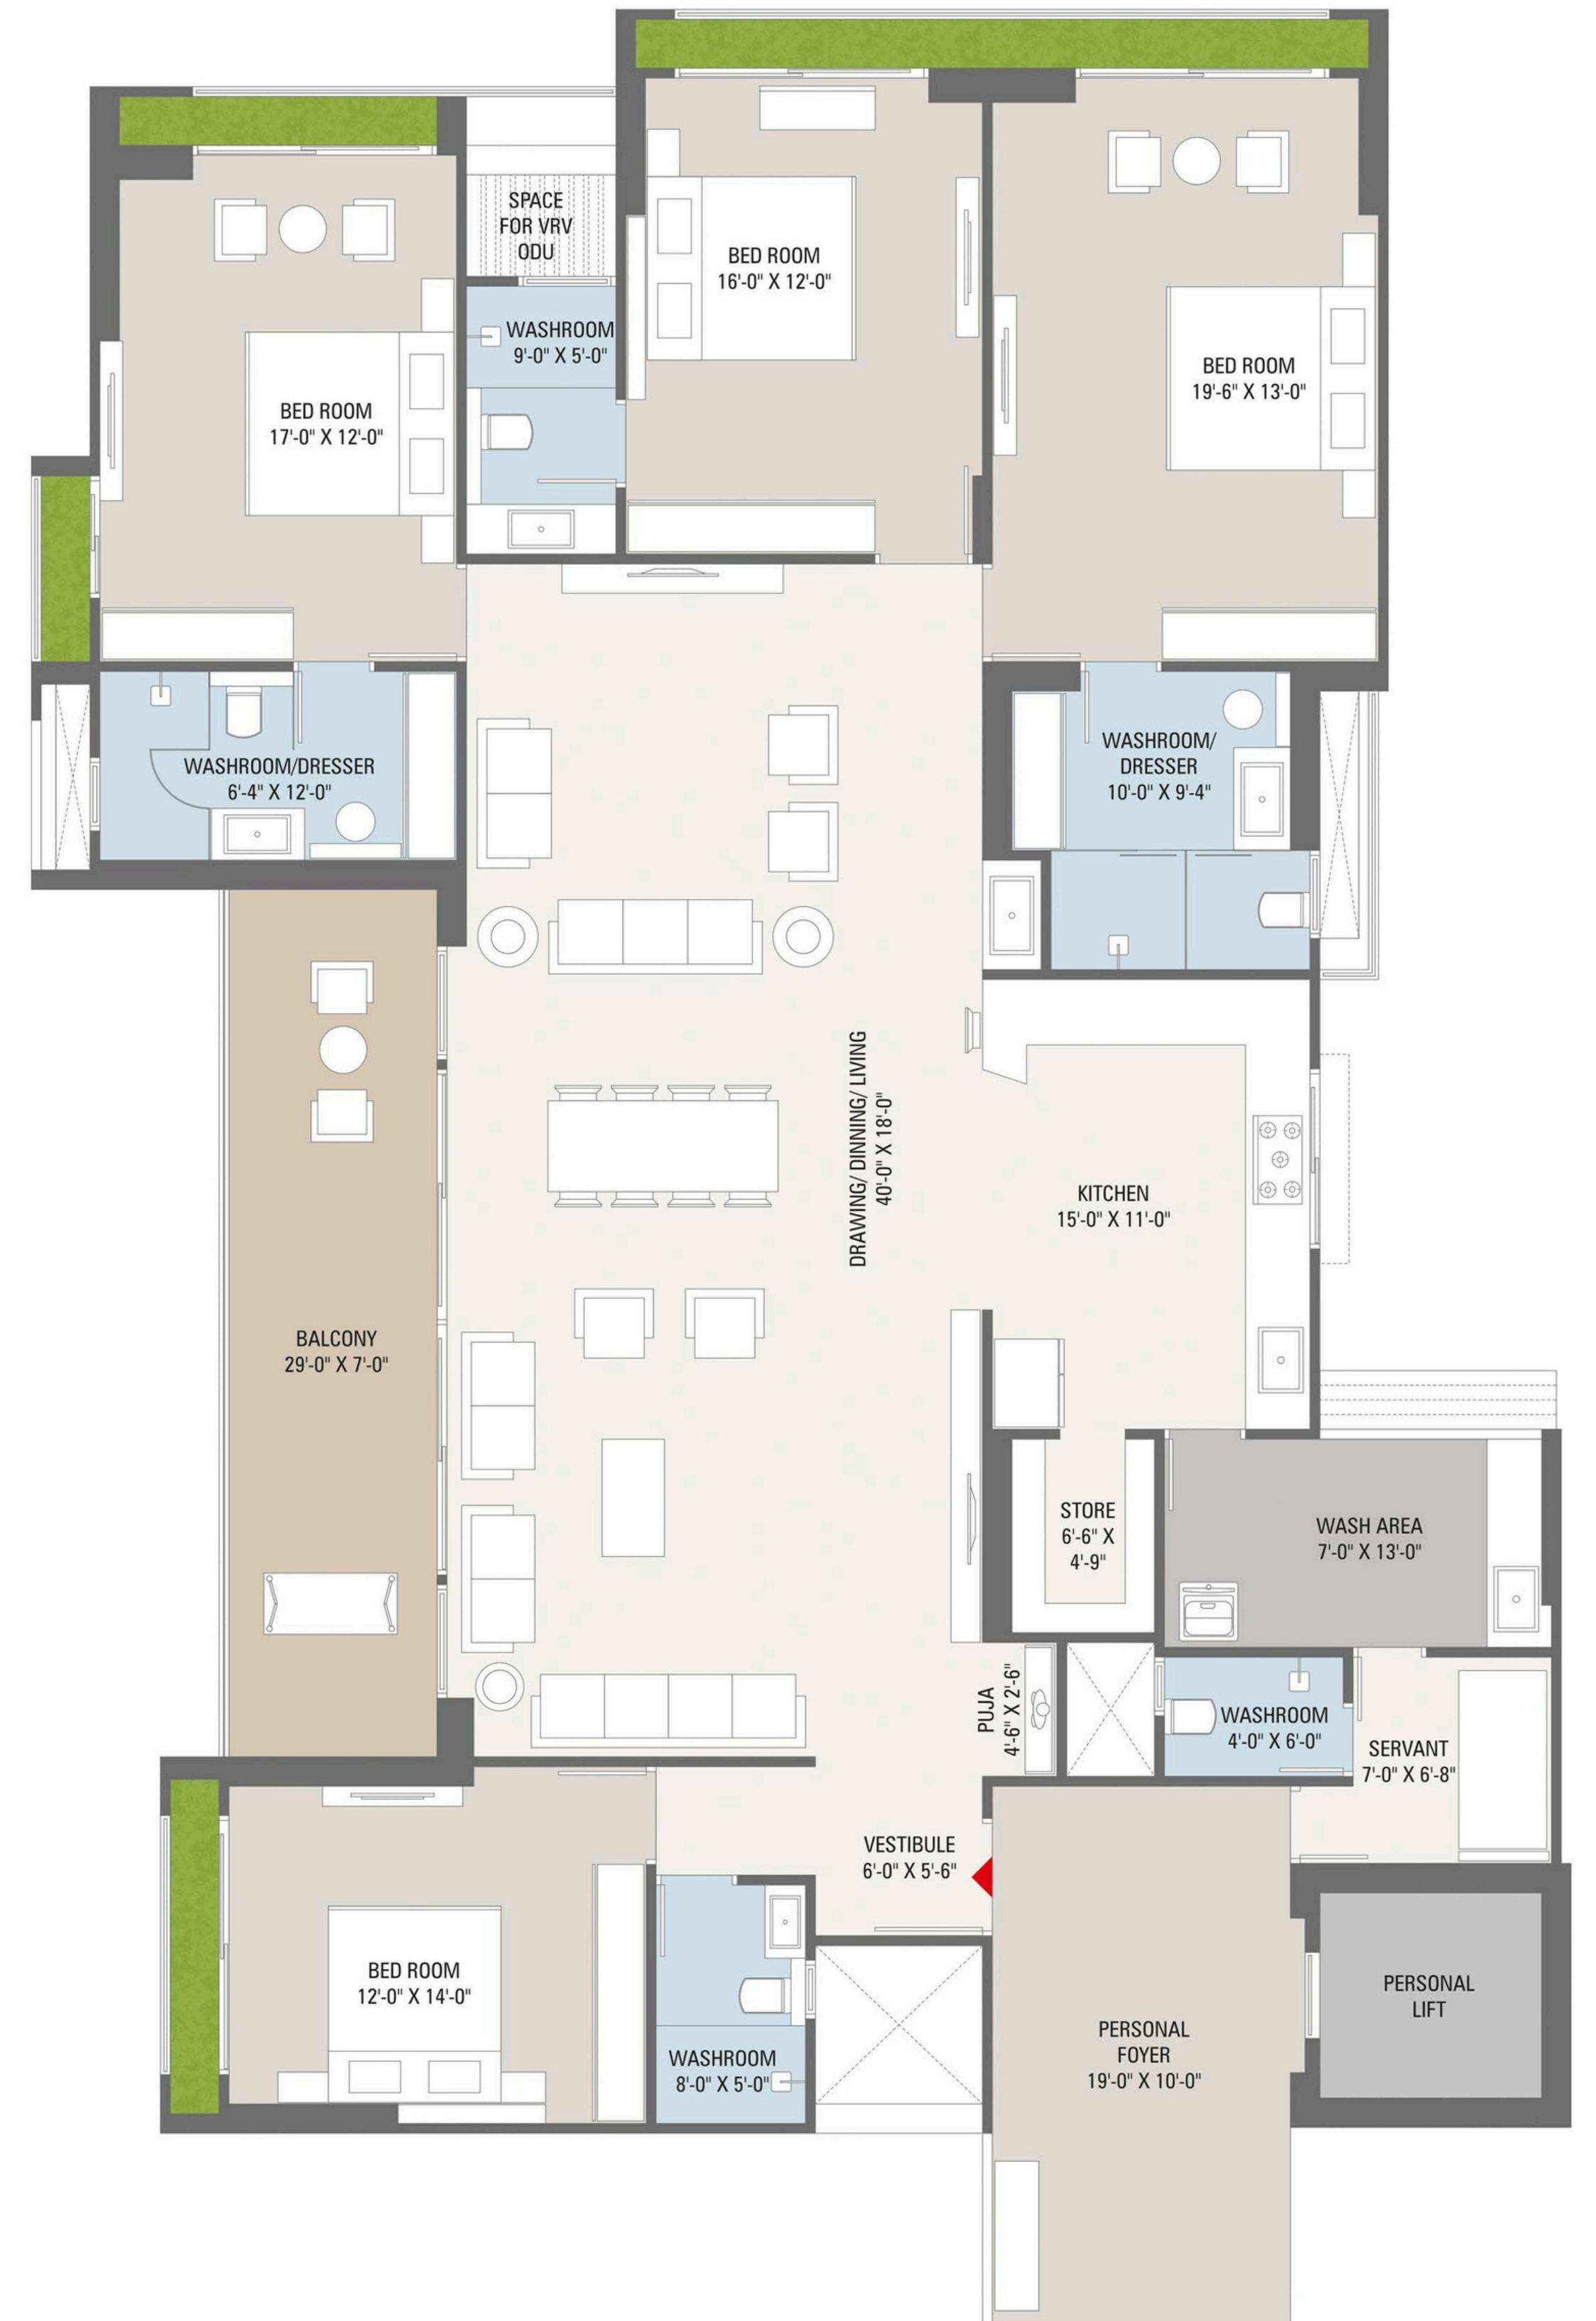 SPACE
FOR VRV
ODU
BED ROOM
16'-0" X 12'-0"
WASHROOM
9'-0" X 5'-0"
BED ROOM
19'-6" X 13'-0"
BED ROOM
17'-0" X 12'-0"
WASHROOM/
DRESSER
10'-0" X 9'-4"
WASHROOM/DRESSER
6'-4" X 12'-0"
DRAWING/ DINNING/ LIVING
40'-0" X 18'-0"
KITCHEN
15'-0" X 11'-0"
BALCONY
29'-0" X 7'-0"
STORE
6'-6" X
4'-9"
WASH AREA
7'-0" X 13'-0"
PUJA
4'-6" X 2'-6"
WASHROOM
4'-0" X 6'-0"
SERVANT
7'-0" X 6'-8"
VESTIBULE
6'-0" X 5'-6"
BED ROOM
12'-0" X 14'-0"
PERSONAL
LIFT
WASHROOM
8'-0" X 5'-0"
PERSONAL
FOYER
19'-0" X 10'-0"